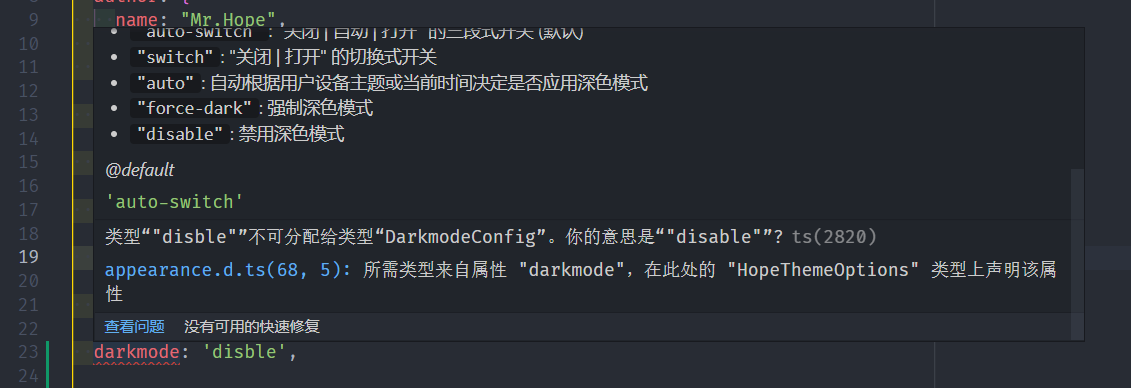 author: {
9 name: "Mr.Hope",
10 • "auto-switch": "关闭 | 自动 | 打开" 的三段式开关 (默认)
11 • "switch" : "关闭 | 打开" 的切换式开关
12 • "auto" : 自动根据用户设备主题或当前时间决定是否应用深色模式
13 • "force-dark" : 强制深色模式
14 • "disable" : 禁用深色模式
15 @default
16
17 'auto-switch'
18 类型“"disble"”不可分配给类型“DarkmodeConfig”。你的意思是“"disable"”? ts(2820)
19
20 appearance.d.ts(68, 5): 所需类型来自属性 "darkmode"，在此处的 "HopeThemeOptions" 类型上声明该属
21 性
22 查看问题 没有可用的快速修复
23 darkmode: 'disble',
24